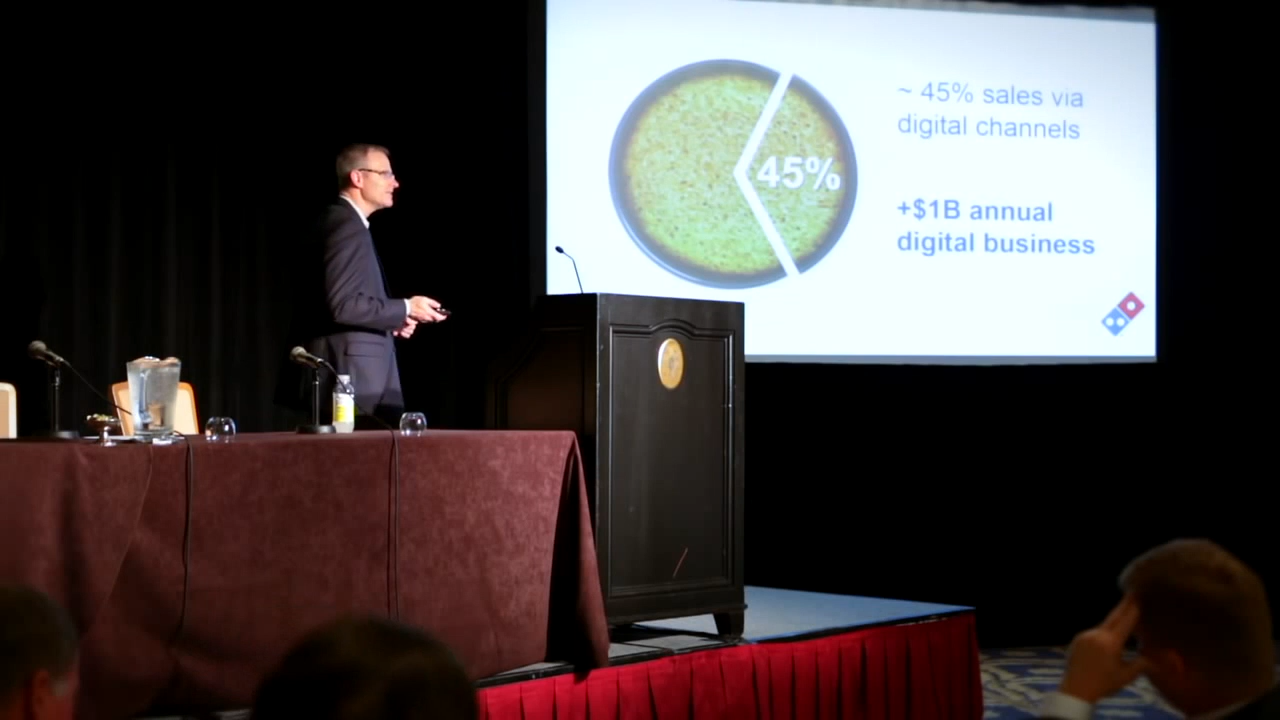 45%
~ 45% sales via
digital channels
+$1B annual
digital business